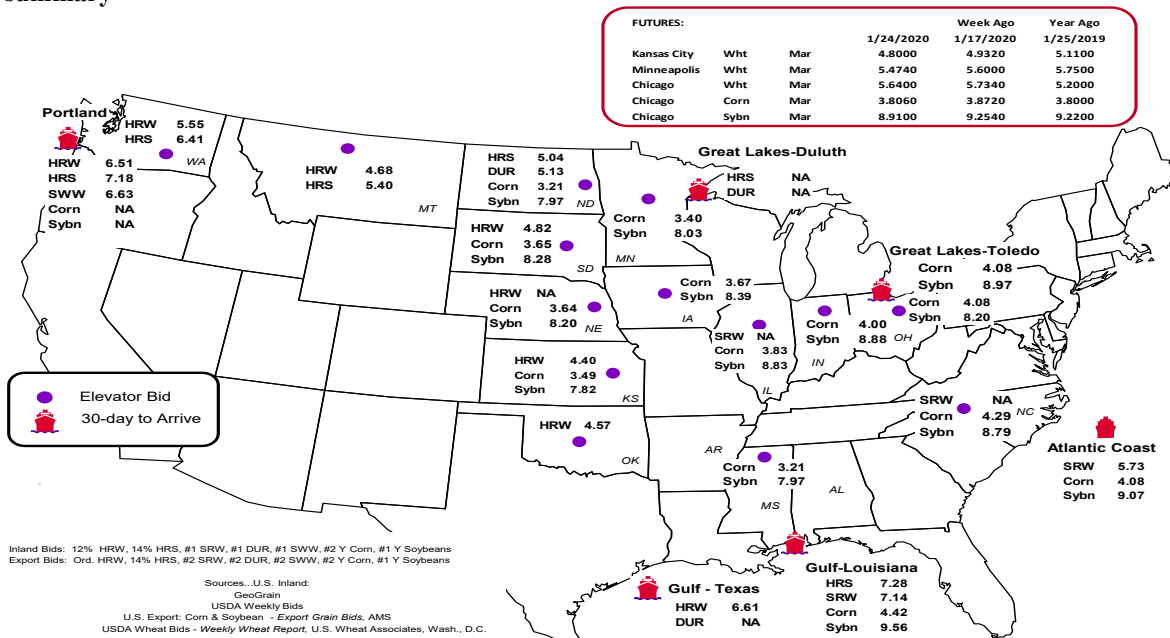 summary
FUTURES: Week Ago Year Ago
1/24/2020 1/17/2020 1/25/2019
Kansas City Wht Mar 4.8000 4.9320 5.1100
Minneapolis Wht Mar 5.4740 5.6000 5.7500
Chicago Wht Mar 5.6400 5.7340 5.2000
Chicago Corn Mar 3.8060 3.8720 3.8000
Chicago Sybn Mar 8.9100 9.2540 9.2200
Portland
HRW 5.55
HRS 6.41
WA
HRW 6.51
HRS 7.18
SWW 6.63
Corn NA
Sybn NA
HRW 4.68
HRS 5.40
MT
HRS 5.04
DUR 5.13
Corn 3.21
Sybn 7.97
ND
HRW 4.82
Corn 3.65
Sybn 8.28
SD
HRW NA
Corn 3.64
Sybn 8.20
NE
HRW 4.40
Corn 3.49
Sybn 7.82
KS
HRW 4.57
OK
Great Lakes-Duluth
HRS NA
DUR NA
Corn 3.40
Sybn 8.03
MN
Corn 3.67
Sybn 8.39
IA
SRW NA
Corn 3.83
Sybn 8.83
IL
Great Lakes-Toledo
Corn 4.08
Sybn 8.97
Corn 4.08
Sybn 8.20
OH
Corn 4.00
Sybn 8.88
IN
SRW NA
Corn 4.29
Sybn 8.79
NC
Atlantic Coast
SRW 5.73
Corn 4.08
Sybn 9.07
AR
Corn 3.21
Sybn 7.97
MS
AL
Gulf-Louisiana
HRS 7.28
SRW 7.14
Corn 4.42
Sybn 9.56
Gulf - Texas
HRW 6.61
DUR NA
Elevator Bid
30-day to Arrive
Inland Bids: 12% HRW, 14% HRS, #1 SRW, #1 DUR, #1 SWW, #2 Y Corn, #1 Y Soybeans
Export Bids: Ord. HRW, 14% HRS, #2 SRW, #2 DUR, #2 SWW, #2 Y Corn, #1 Y Soybeans
Sources...U.S. Inland:
GeoGrain
USDA Weekly Bids
U.S. Export: Corn & Soybean - Export Grain Bids, AMS
USDA Wheat Bids - Weekly Wheat Report, U.S. Wheat Associates, Wash., D.C.